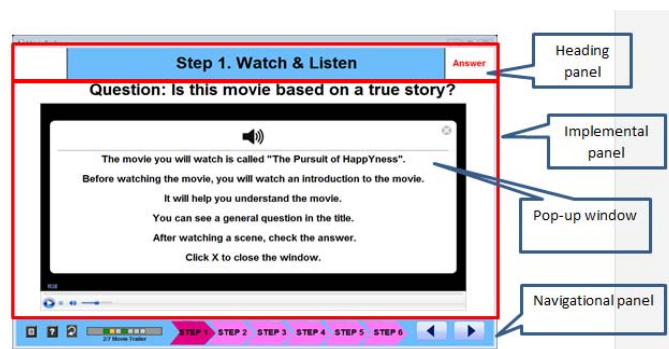 Step 1. Watch & Listen
Answer
Heading
panel
Question: Is this movie based on a true story?
Implemental
panel
The movie you will watch is called "The Pursuit of HappYness".
Before watching the movie, you will watch an introduction to the movie.
It will help you understand the movie.
You can see a general question in the title.
After watching a scene, check the answer.
Click X to close the window.
Pop-up window
Navigational panel
2/7 Movie Trailer
STEP 1
STEP 2
STEP 3
STEP 4
STEP 5
STEP 6